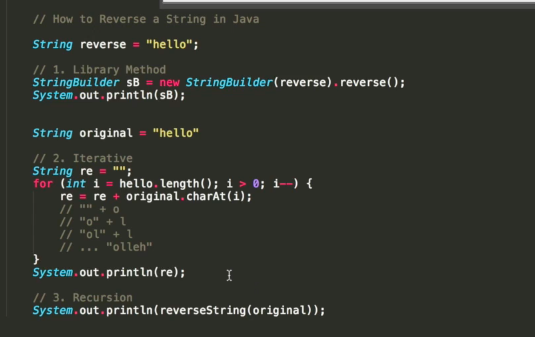 // How to Reverse a String in Java
String reverse = "hello";
// 1. Library Method
StringBuilder sB = new StringBuilder(reverse).reverse();
System.out.println(sB);
String original = "hello"
// 2. Iterative
String re = "";
for (int i = hello.length(); i > 0; i--) {
re = re + original.charAt(i);
// "" + o
// "o" + l
// "ol" + l
// ... "olleh"
}
System.out.println(re);
// 3. Recursion
System.out.println(reverseString(original));